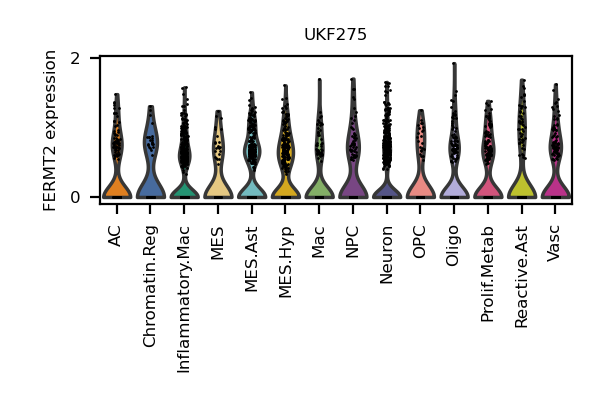 UKF275
FERMT2 expression
2
0
AC
Chromatin.Reg
Inflammatory.Mac
MES
MES.Ast
MES.Hyp
Mac
NPC
Neuron
OPC
Oligo
Prolif.Metab
Reactive.Ast
Vasc